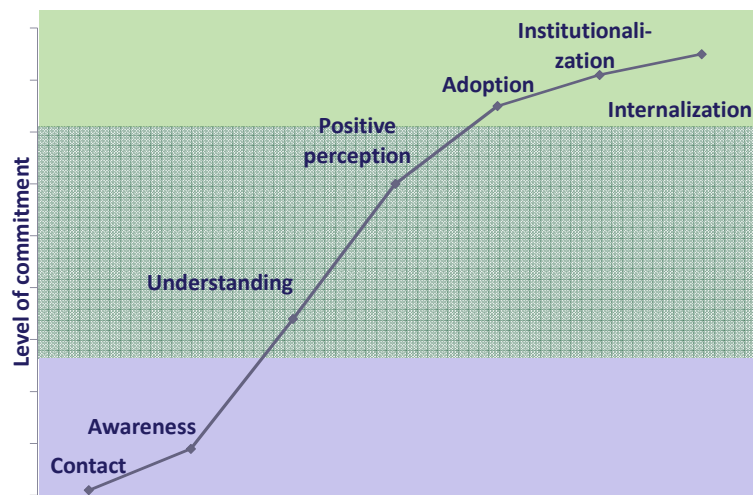 Institutionali-
zation
Adoption
Internalization
Positive
perception
Understanding
Awareness
Contact
Level of commitment